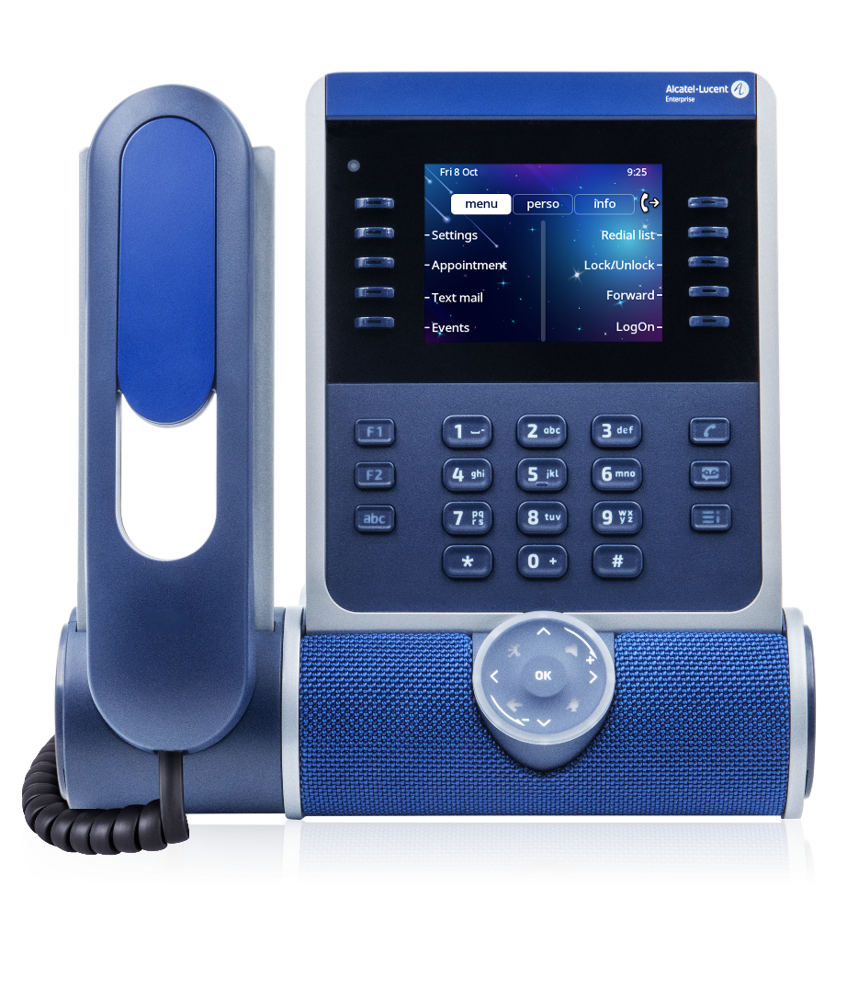 Alcatel·Lucent
Enterprise
Fri 8 Oct 9:25
menu perso info
Settings Redial list
Appointment Lock/Unlock
Text mail Forward
Events LogOn
F1 1 2 abc 3 def
F2 4 ghi 5 jkl 6 mno
abc 7 pqrs 8 tuv 9 wxyz
* 0 + #
+
OK
-